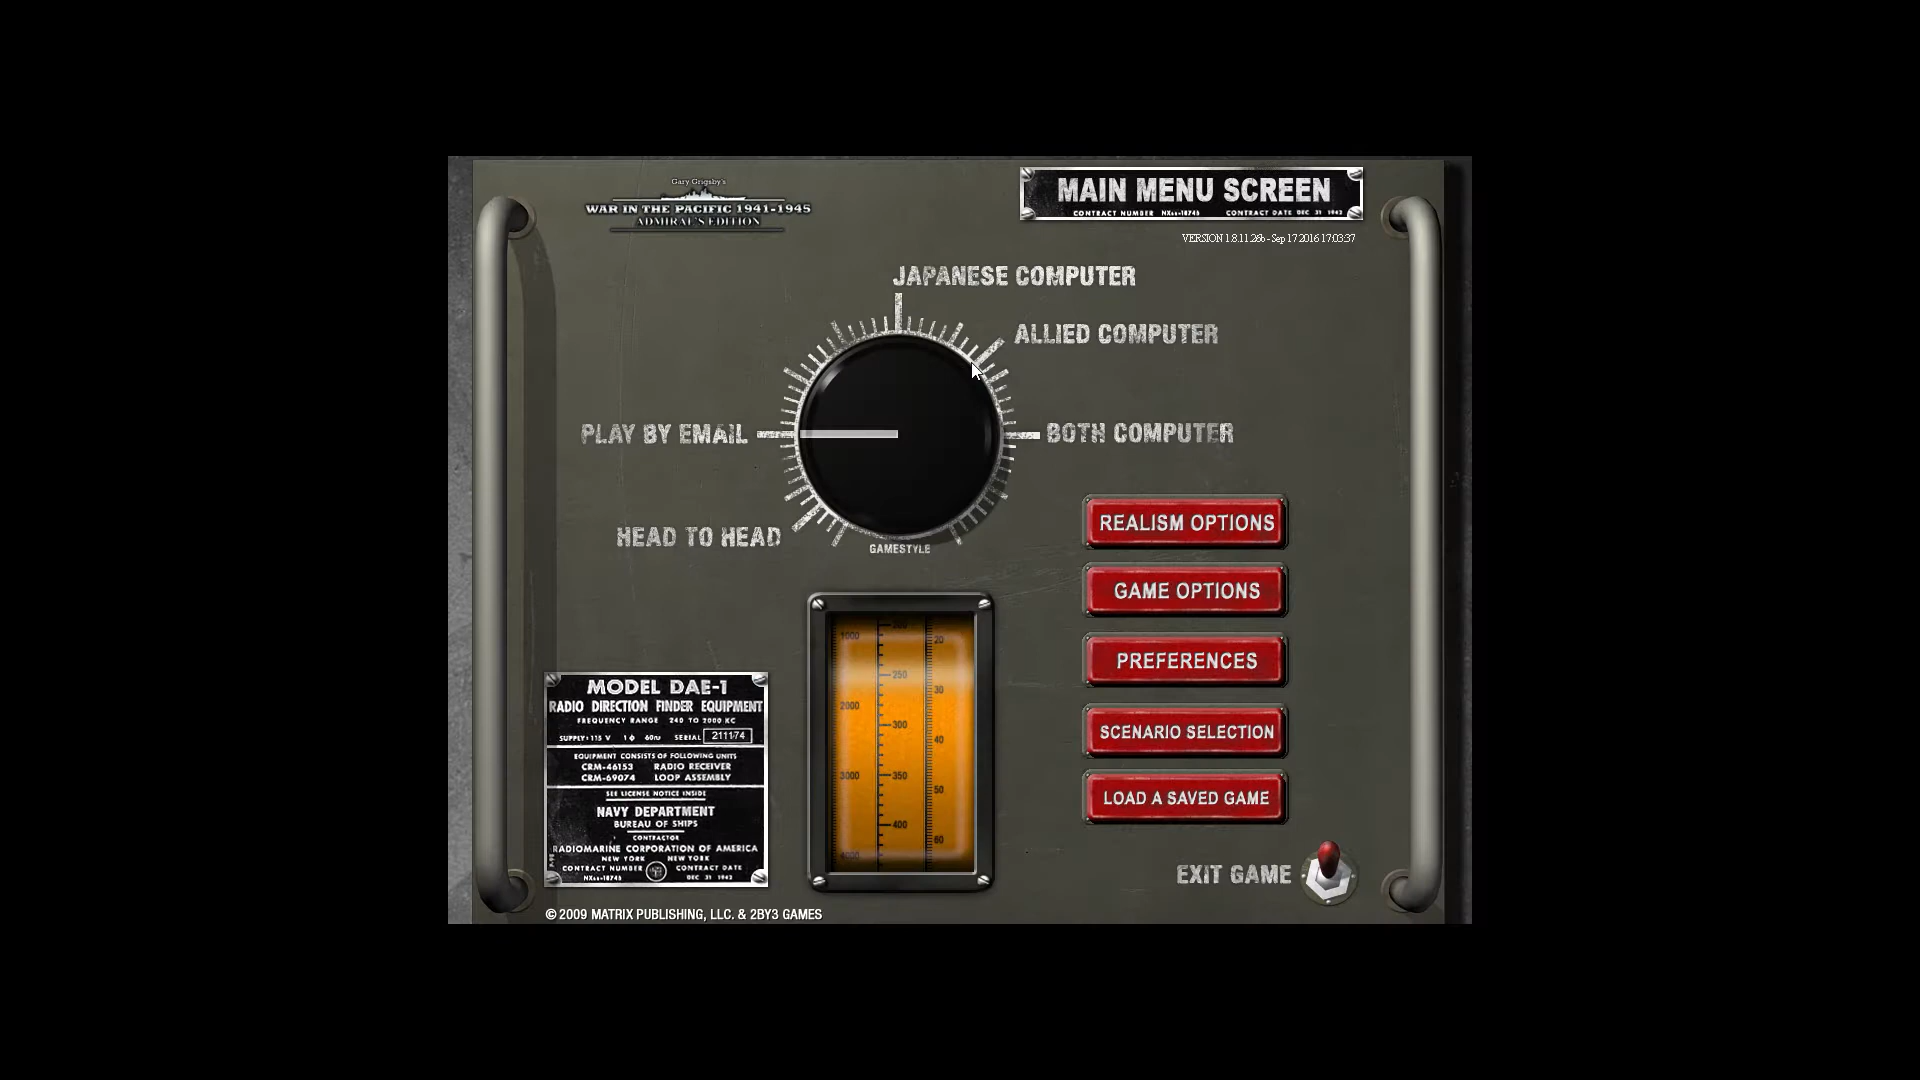 Gary Grigsby's
WAR IN THE PACIFIC 1941-1945
ADMIRAL'S EDITION
MAIN MENU SCREEN
CONTRACT NUMBER NXss-18745 CONTRACT DATE DEC 31 1942
VERSION 1.8.11.26b - Sep 17 2016 17:03:37
JAPANESE COMPUTER
ALLIED COMPUTER
PLAY BY EMAIL
BOTH COMPUTER
HEAD TO HEAD
GAMESTYLE
REALISM OPTIONS
GAME OPTIONS
PREFERENCES
SCENARIO SELECTION
LOAD A SAVED GAME
EXIT GAME
1000 20
250
30
2000
300
40
3000 350
50
400
60
MODEL DAE-1
RADIO DIRECTION FINDER EQUIPMENT
FREQUENCY RANGE 240 TO 2000 KC
SUPPLY: 115 V 1 ϕ 60~ SERIAL 211174
EQUIPMENT CONSISTS OF FOLLOWING UNITS
CRM-46153 RADIO RECEIVER
CRM-69074 LOOP ASSEMBLY
SEE LICENSE NOTICE INSIDE
NAVY DEPARTMENT
BUREAU OF SHIPS
CONTRACTOR
RADIOMARINE CORPORATION OF AMERICA
NEW YORK NEW YORK
CONTRACT NUMBER CONTRACT DATE
NXss-18745 DEC 31 1942
© 2009 MATRIX PUBLISHING, LLC. & 2BY3 GAMES